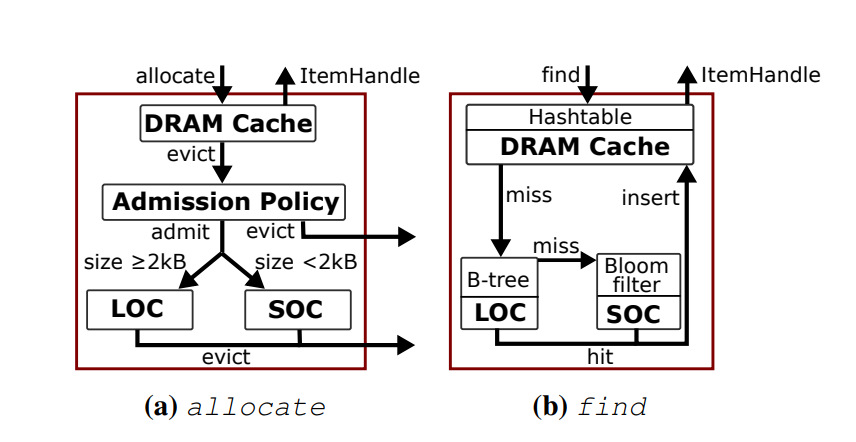 allocate
ItemHandle
DRAM Cache
evict
Admission Policy
admit
evict
size ≥2kB
size <2kB
LOC
SOC
evict
(a) allocate
find
ItemHandle
Hashtable
DRAM Cache
miss
insert
miss
B-tree
LOC
Bloom
filter
SOC
hit
(b) find